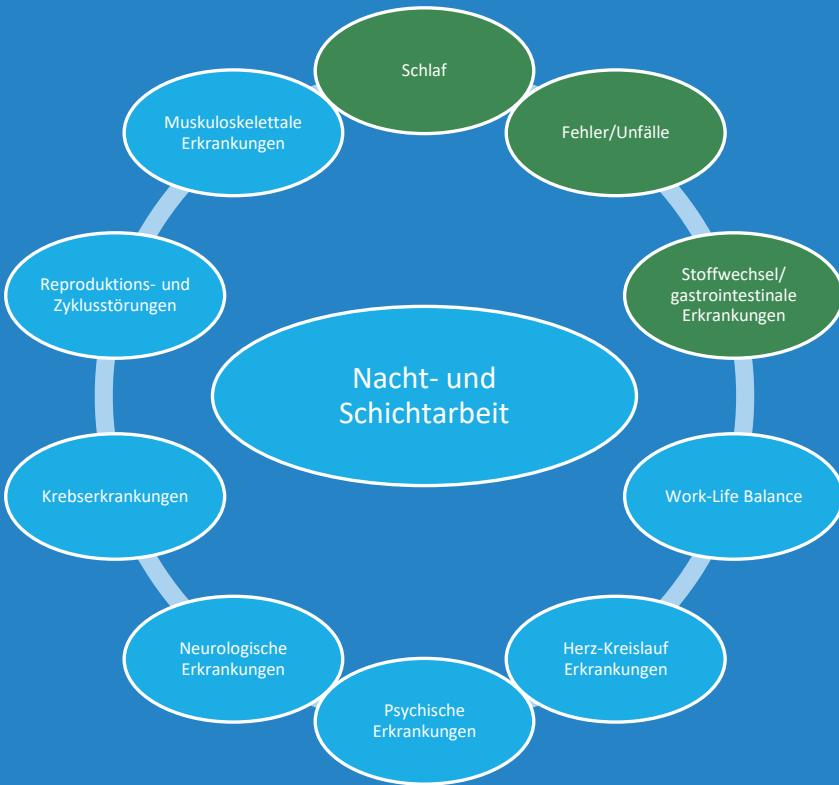 Schlaf
Fehler/Unfälle
Stoffwechsel/
gastrointestinale
Erkrankungen
Work-Life Balance
Herz-Kreislauf
Erkrankungen
Psychische
Erkrankungen
Neurologische
Erkrankungen
Krebserkrankungen
Reproduktions- und
Zyklusstörungen
Muskuloskelettale
Erkrankungen
Nacht- und
Schichtarbeit